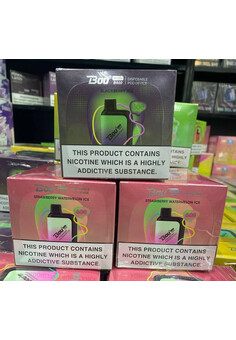 Bou
DISPOSABLE
THIS PRODUCT CONTAINS
NICOTINE WHICH IS A HIGHLY
ADDICTIVE SUBSTANCE.
STRAWBERRY WATERMELON ICE
THIS PRODUCT CONTAINS
NICOTINE WHICH IS A HIGHLY
ADDICTIVE SUBSTANCE.
STRAWBERRY WATERMELON ICE
THIS PRODUCT CONTAINS
NICOTINE WHICH IS A HIGHLY
ADDICTIVE SUBSTANCE.